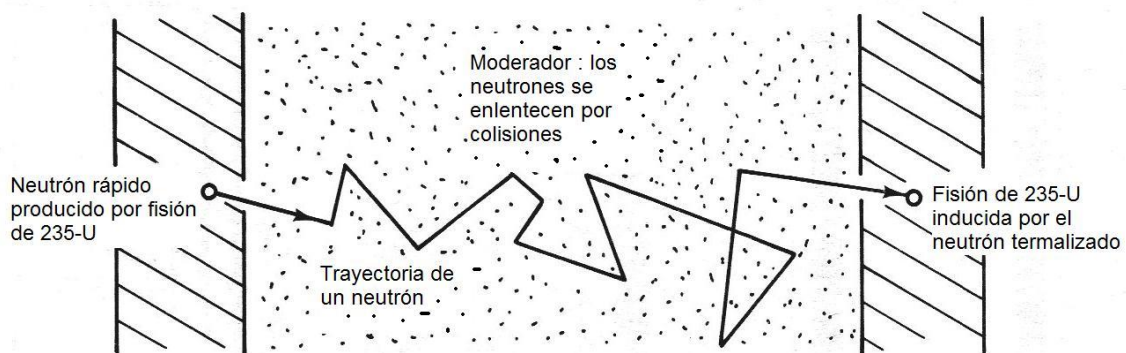 Moderador : los
neutrones se
enlentecen por
colisiones
Neutrón rápido
producido por fisión
de 235-U
Fisión de 235-U
inducida por el
neutrón termalizado
Trayectoria de
un neutrón